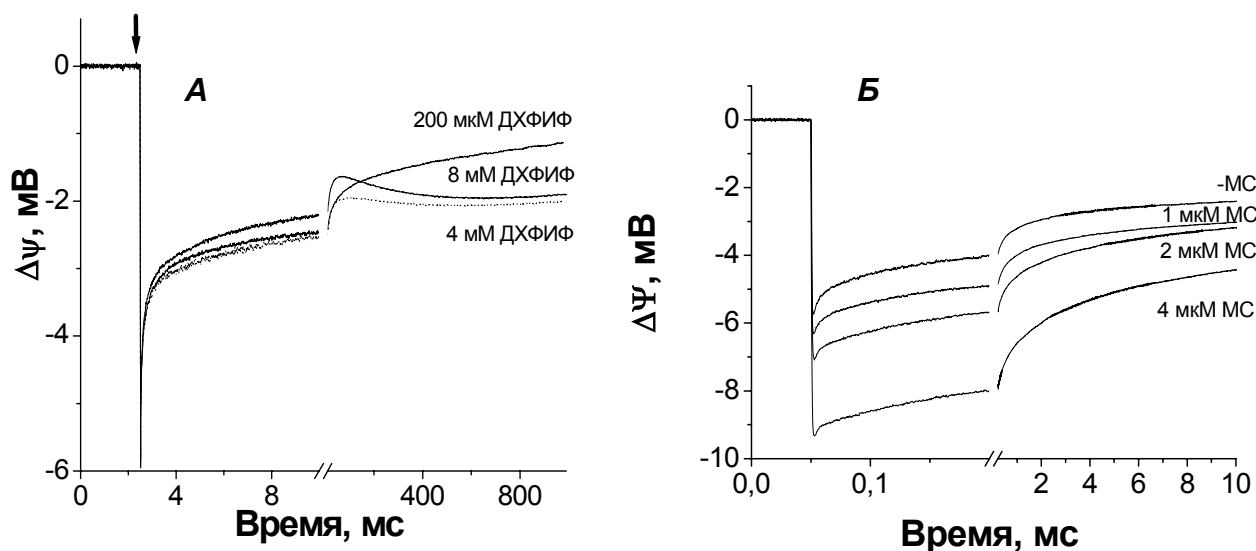 А
0
-2
-4
-6
Δψ, мВ
200 мкМ ДХФИФ
8 мМ ДХФИФ
4 мМ ДХФИФ
0 4 8 400 800
Время, мс
Б
0
-2
-4
-6
-8
-10
ΔΨ, мВ
-МС
1 мкМ МС
2 мкМ МС
4 мкМ МС
0,0 0,1 2 4 6 8 10
Время, мс